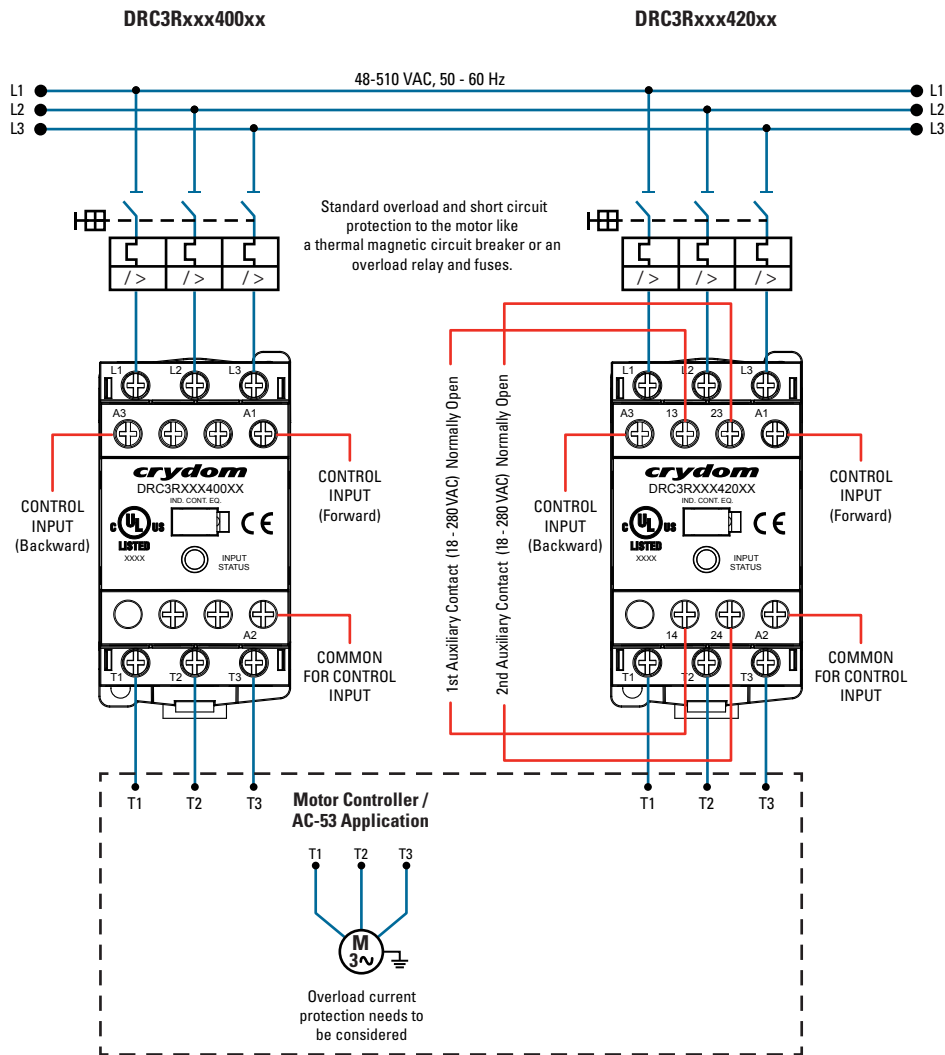 DRC3Rxxx400xx
DRC3Rxxx420xx
48-510 VAC, 50 - 60 Hz
L1
L2
L3
L1
L2
L3
Standard overload and short circuit
protection to the motor like
a thermal magnetic circuit breaker or an
overload relay and fuses.
/ >
/ >
/ >
/ >
/ >
/ >
L1
L2
L3
A3
A1
crydom
DRC3RXXX400XX
IND. CONT. EQ.
C UL US
LISTED
XXXX
CE
INPUT
STATUS
A2
T1
T2
T3
CONTROL
INPUT
(Backward)
CONTROL
INPUT
(Forward)
COMMON
FOR CONTROL
INPUT
1st Auxiliary Contact (18 - 280 VAC) Normally Open
2nd Auxiliary Contact (18 - 280 VAC) Normally Open
L1
L2
L3
A3
13
23
A1
crydom
DRC3RXXX420XX
IND. CONT. EQ.
C UL US
LISTED
XXXX
CE
INPUT
STATUS
14
24
A2
T1
T2
T3
CONTROL
INPUT
(Backward)
CONTROL
INPUT
(Forward)
COMMON
FOR CONTROL
INPUT
T1
T2
T3
T1
T2
T3
Motor Controller /
AC-53 Application
T1
T2
T3
M
3∿
Overload current
protection needs to
be considered